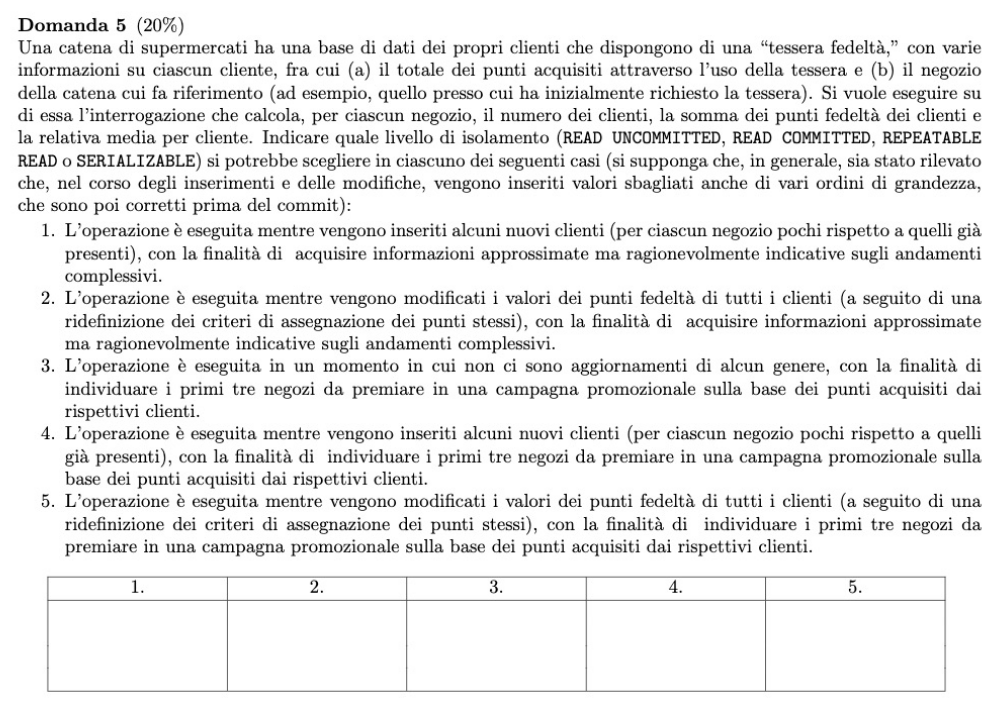 Domanda 5 (20%)
Una catena di supermercati ha una base di dati dei propri clienti che dispongono di una “tessera fedeltà,” con varie
informazioni su ciascun cliente, fra cui (a) il totale dei punti acquisiti attraverso l’uso della tessera e (b) il negozio
della catena cui fa riferimento (ad esempio, quello presso cui ha inizialmente richiesto la tessera). Si vuole eseguire su
di essa l’interrogazione che calcola, per ciascun negozio, il numero dei clienti, la somma dei punti fedeltà dei clienti e
la relativa media per cliente. Indicare quale livello di isolamento (READ UNCOMMITTED, READ COMMITTED, REPEATABLE
READ o SERIALIZABLE) si potrebbe scegliere in ciascuno dei seguenti casi (si supponga che, in generale, sia stato rilevato
che, nel corso degli inserimenti e delle modifiche, vengono inseriti valori sbagliati anche di vari ordini di grandezza,
che sono poi corretti prima del commit):
1. L’operazione è eseguita mentre vengono inseriti alcuni nuovi clienti (per ciascun negozio pochi rispetto a quelli già
presenti), con la finalità di acquisire informazioni approssimate ma ragionevolmente indicative sugli andamenti
complessivi.
2. L’operazione è eseguita mentre vengono modificati i valori dei punti fedeltà di tutti i clienti (a seguito di una
ridefinizione dei criteri di assegnazione dei punti stessi), con la finalità di acquisire informazioni approssimate
ma ragionevolmente indicative sugli andamenti complessivi.
3. L’operazione è eseguita in un momento in cui non ci sono aggiornamenti di alcun genere, con la finalità di
individuare i primi tre negozi da premiare in una campagna promozionale sulla base dei punti acquisiti dai
rispettivi clienti.
4. L’operazione è eseguita mentre vengono inseriti alcuni nuovi clienti (per ciascun negozio pochi rispetto a quelli
già presenti), con la finalità di individuare i primi tre negozi da premiare in una campagna promozionale sulla
base dei punti acquisiti dai rispettivi clienti.
5. L’operazione è eseguita mentre vengono modificati i valori dei punti fedeltà di tutti i clienti (a seguito di una
ridefinizione dei criteri di assegnazione dei punti stessi), con la finalità di individuare i primi tre negozi da
premiare in una campagna promozionale sulla base dei punti acquisiti dai rispettivi clienti.
1. 2. 3. 4. 5.